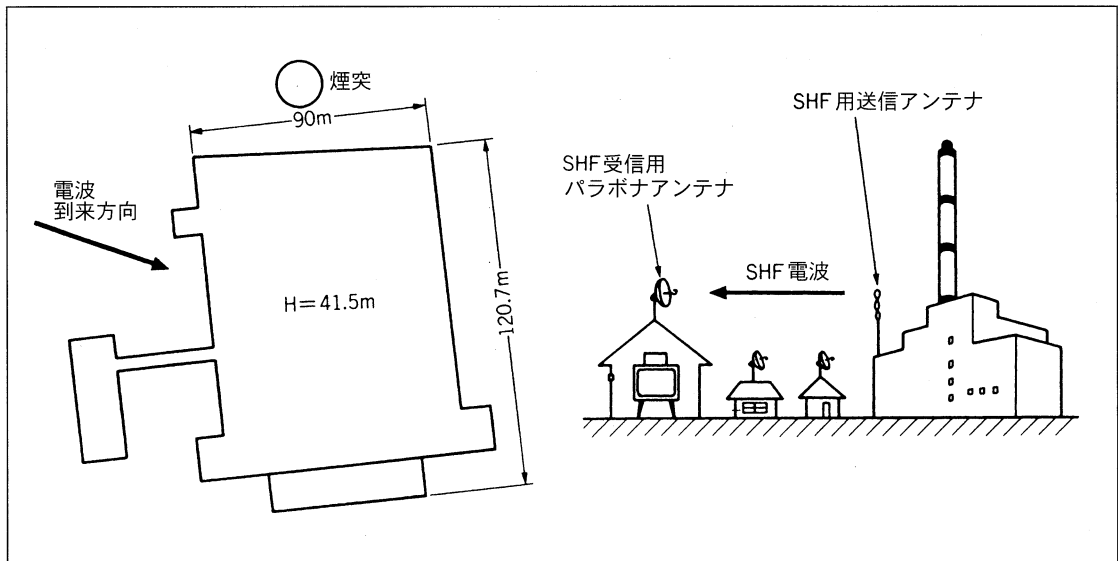 煙突
90m
電波
到来方向
H=41.5m
120.7m
SHF用送信アンテナ
SHF受信用
パラボナアンテナ
SHF電波